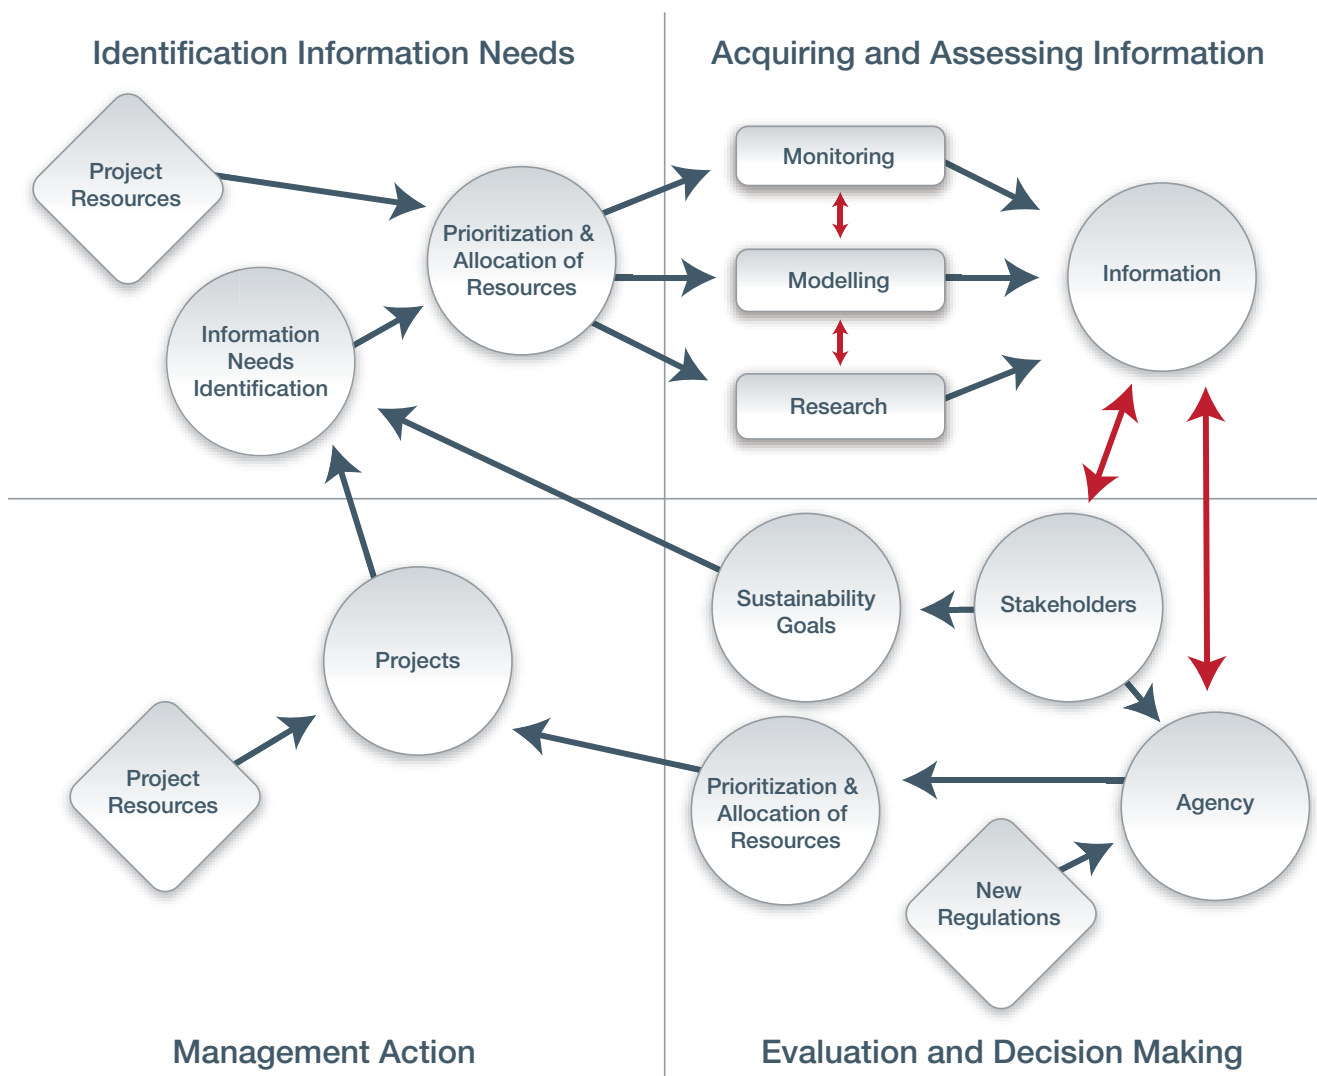 Identification Information Needs
Project
Resources
Prioritization &
Allocation of
Resources
Information
Needs
Identification
Acquiring and Assessing Information
Monitoring
Modelling
Research
Information
Projects
Project
Resources
Management Action
Sustainability
Goals
Stakeholders
Prioritization &
Allocation of
Resources
Agency
New
Regulations
Evaluation and Decision Making